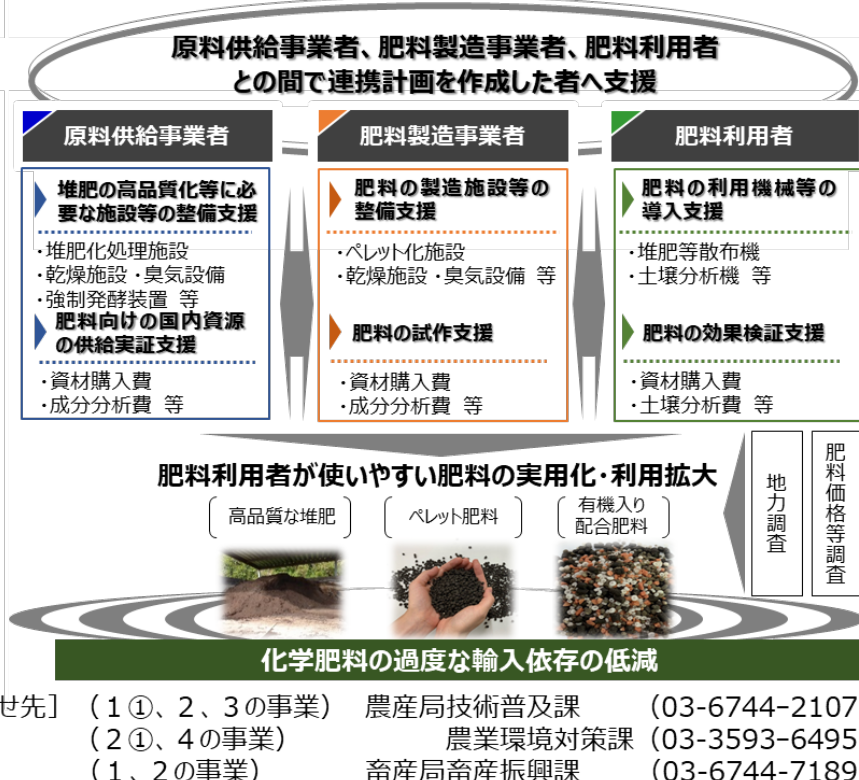 原料供給事業者、肥料製造事業者、肥料利用者
との間で連携計画を作成した者へ支援
原料供給事業者
堆肥の高品質化等に必
要な施設等の整備支援
・堆肥化処理施設
・乾燥施設・臭気設備
・強制発酵装置 等
肥料向けの国内資源
の供給実証支援
・資材購入費
・成分分析費 等
肥料製造事業者
肥料の製造施設等の
整備支援
・ペレット化施設
・乾燥施設・臭気設備 等
肥料の試作支援
・資材購入費
・成分分析費 等
肥料利用者
肥料の利用機械等の
導入支援
・堆肥等散布機
・土壌分析機 等
肥料の効果検証支援
・資材購入費
・土壌分析費 等
肥料利用者が使いやすい肥料の実用化・利用拡大
高品質な堆肥
ペレット肥料
有機入り
配合肥料
地力調査
肥料価格等調査
化学肥料の過度な輸入依存の低減
せ先］（１①、２、３の事業） 農産局技術普及課 （03-6744-2107
（２①、４の事業） 農業環境対策課（03-3593-6495
（１、２の事業） 畜産局畜産振興課 （03-6744-7189